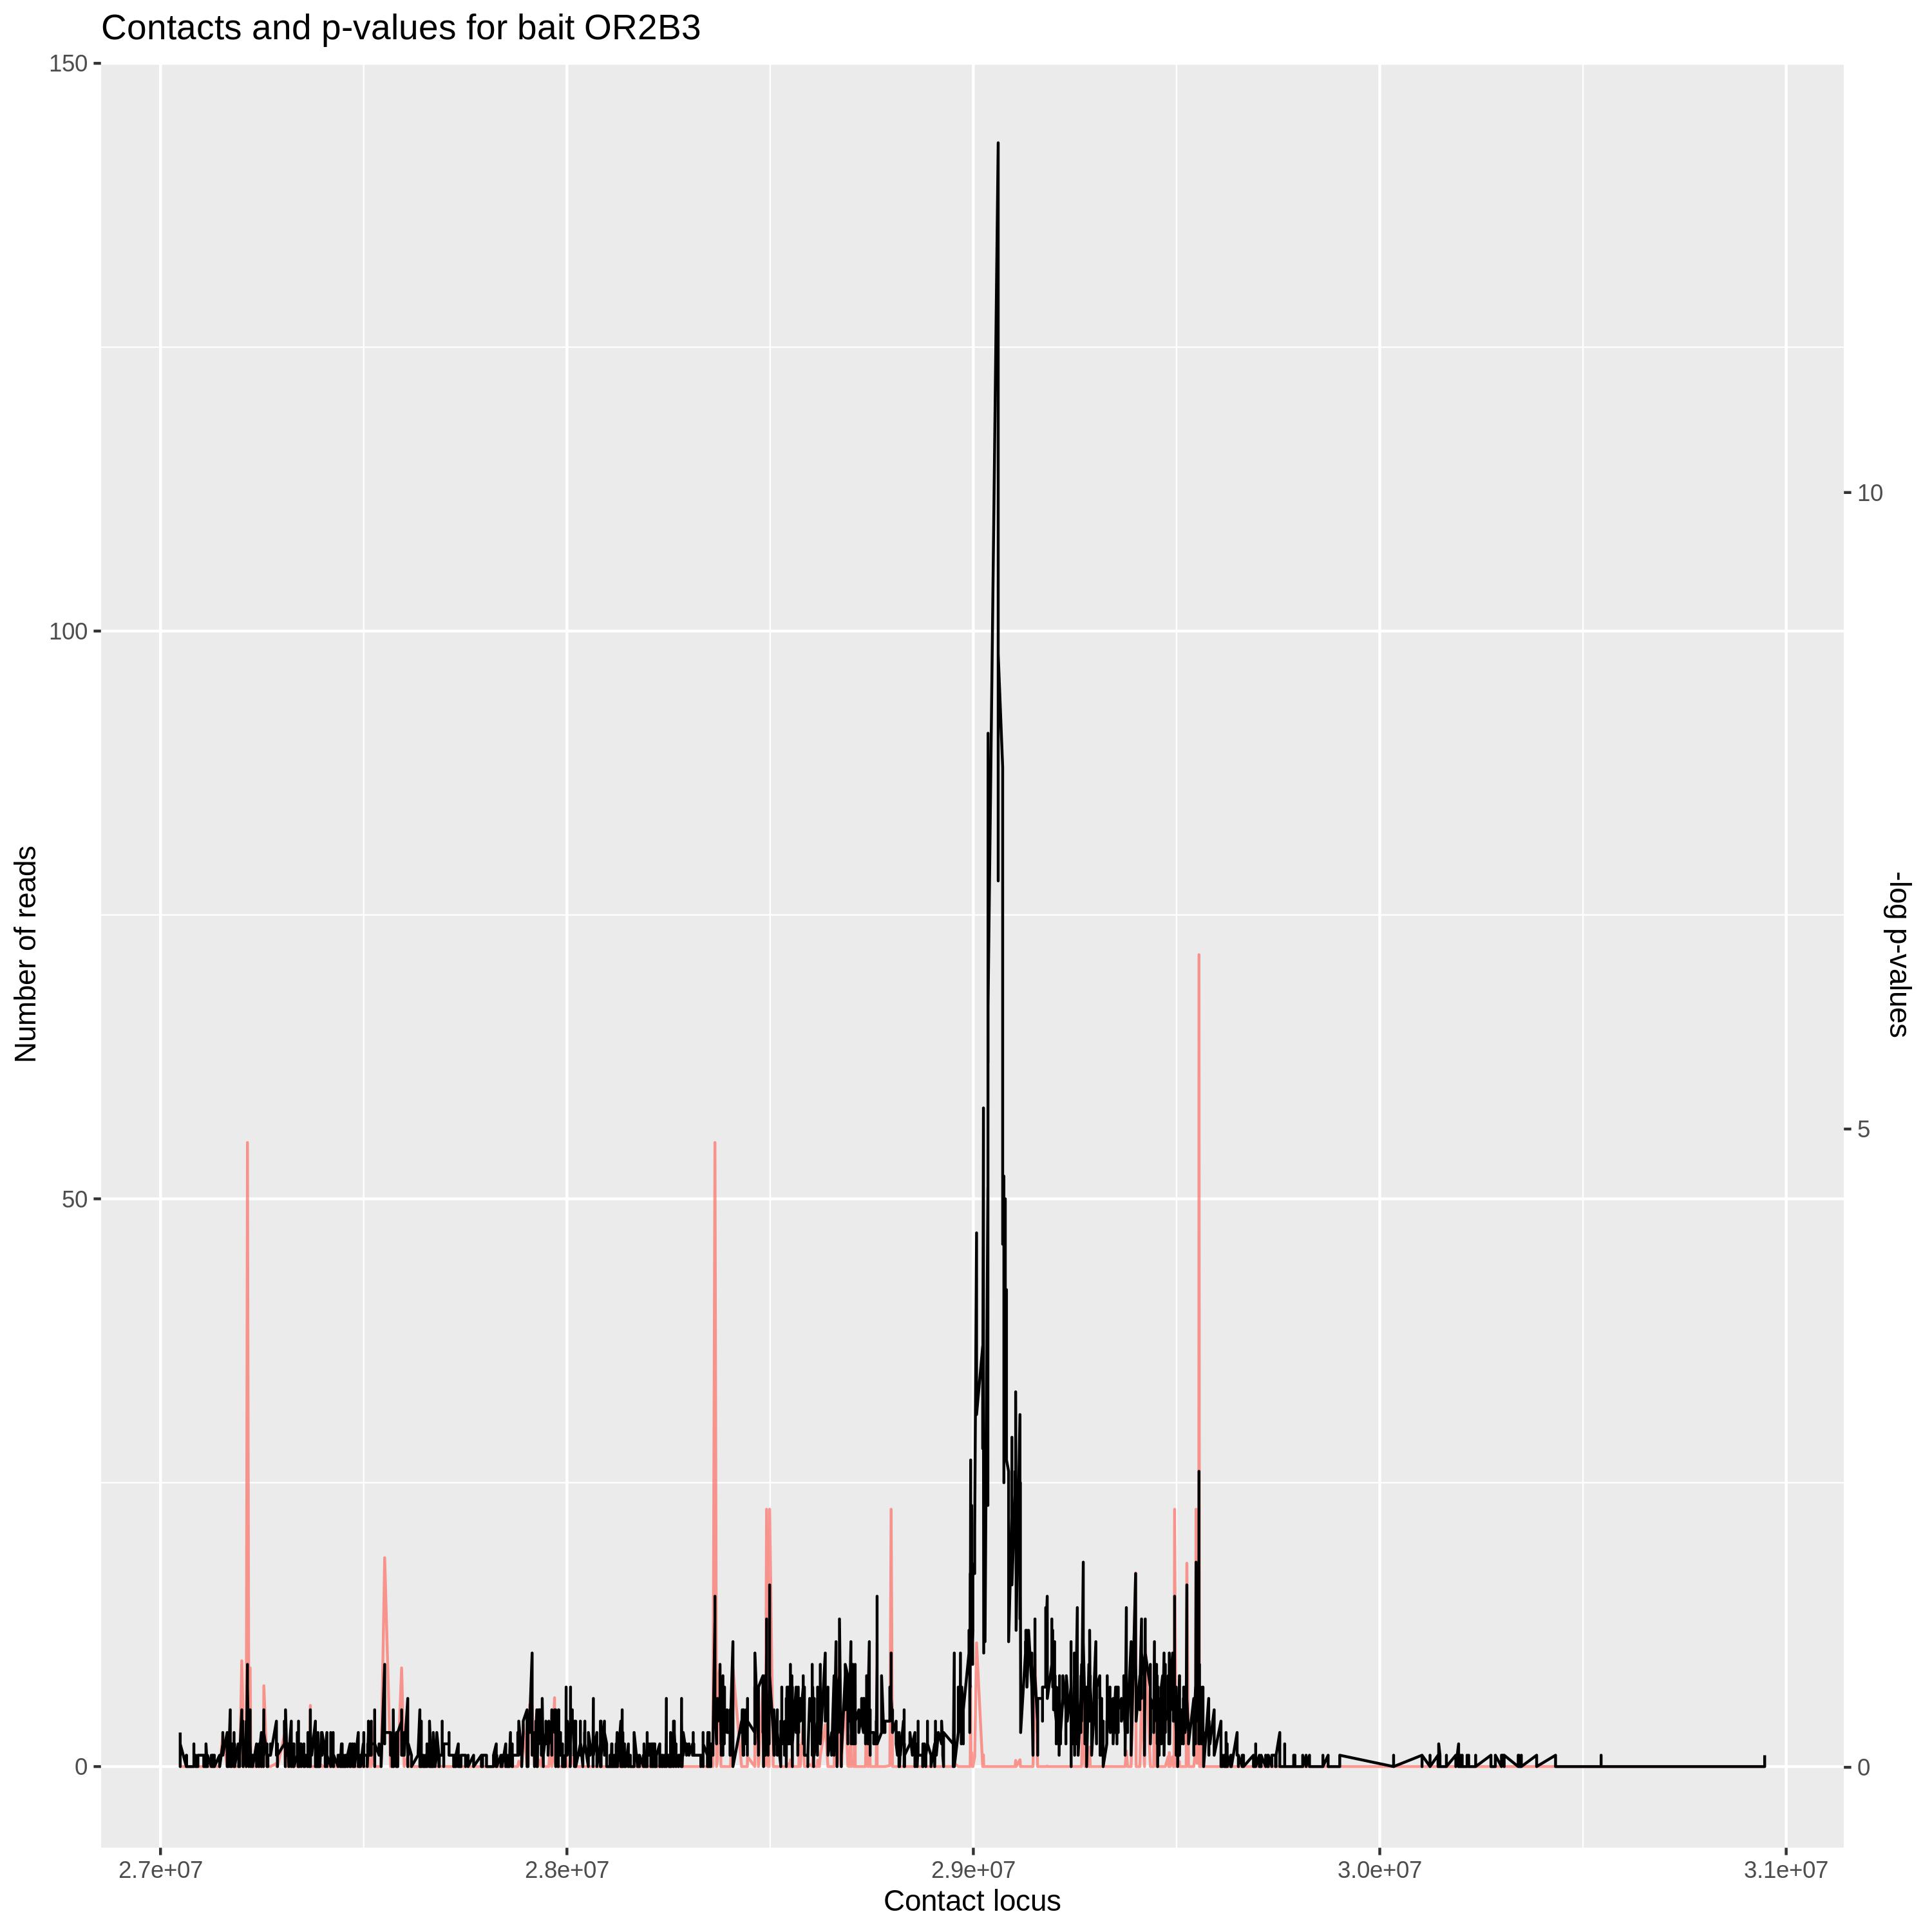 Contacts and p-values for bait OR2B3
150
100
50
0
Number of reads
10
5
0
-log p-values
2.7e+07
2.8e+07
2.9e+07
3.0e+07
3.1e+07
Contact locus